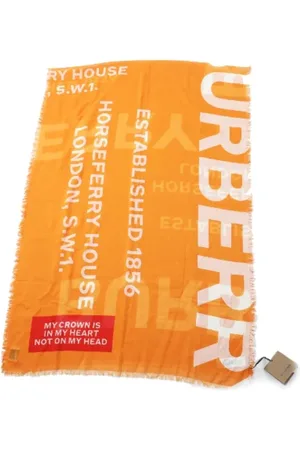 RRY HOUSE
, S.W.1.
URBERR
ESTABLISHED 1856
HORSEFERRY HOUSE
LONDON, S.W.1.
MY CROWN IS
IN MY HEART
NOT ON MY HEAD